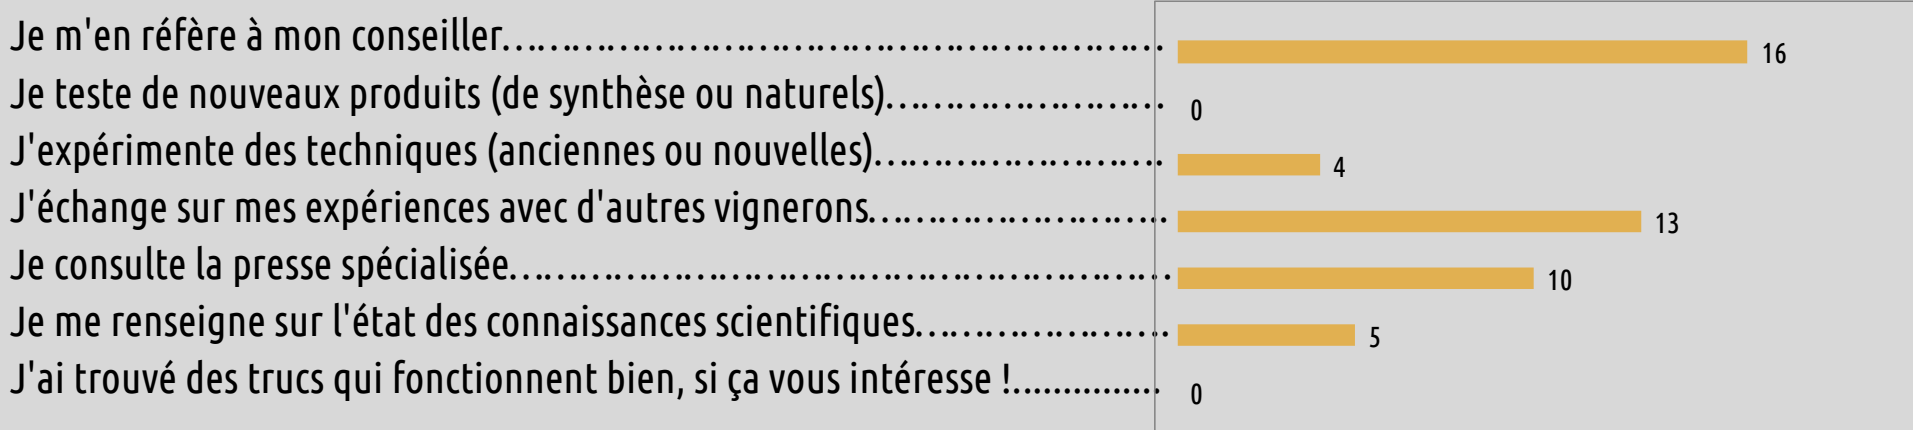 Je m'en réfère à mon conseiller……………………………………………………… 16
Je teste de nouveaux produits (de synthèse ou naturels)…………………… 0
J'expérimente des techniques (anciennes ou nouvelles)…………………… 4
J'échange sur mes expériences avec d'autres vignerons…………………….. 13
Je consulte la presse spécialisée……………………………………………………… 10
Je me renseigne sur l'état des connaissances scientifiques…………………. 5
J'ai trouvé des trucs qui fonctionnent bien, si ça vous intéresse !............... 0